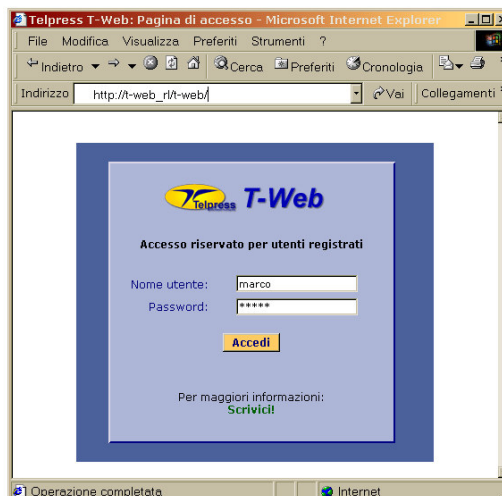 Telpress T-Web: Pagina di accesso - Microsoft Internet Explorer
File Modifica Visualizza Preferiti Strumenti ?
Indietro Cerca Preferiti Cronologia
Indirizzo http://t-web_rl/t-web/ Vai Collegamenti
Telpress T-Web
Accesso riservato per utenti registrati
Nome utente: marco
Password: *****
Accedi
Per maggiori informazioni:
Scrivici!
Operazione completata Internet